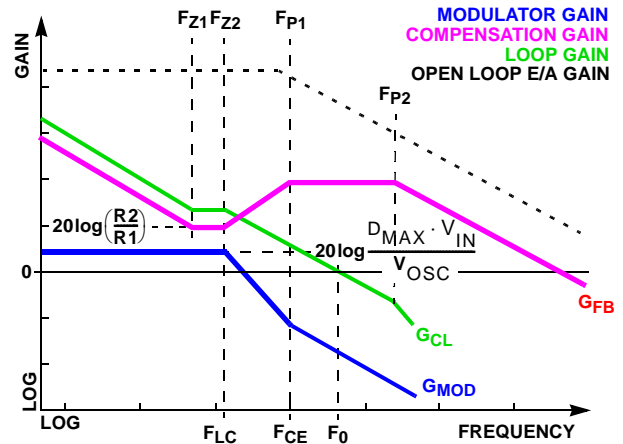 MODULATOR GAIN
COMPENSATION GAIN
LOOP GAIN
OPEN LOOP E/A GAIN
FZ1 FZ2 FP1
FP2
GAIN
20log(R2/R1)
20log DMAX · VIN / VOSC
0
GFB
GCL
GMOD
LOG
LOG
FLC FCE F0 FREQUENCY